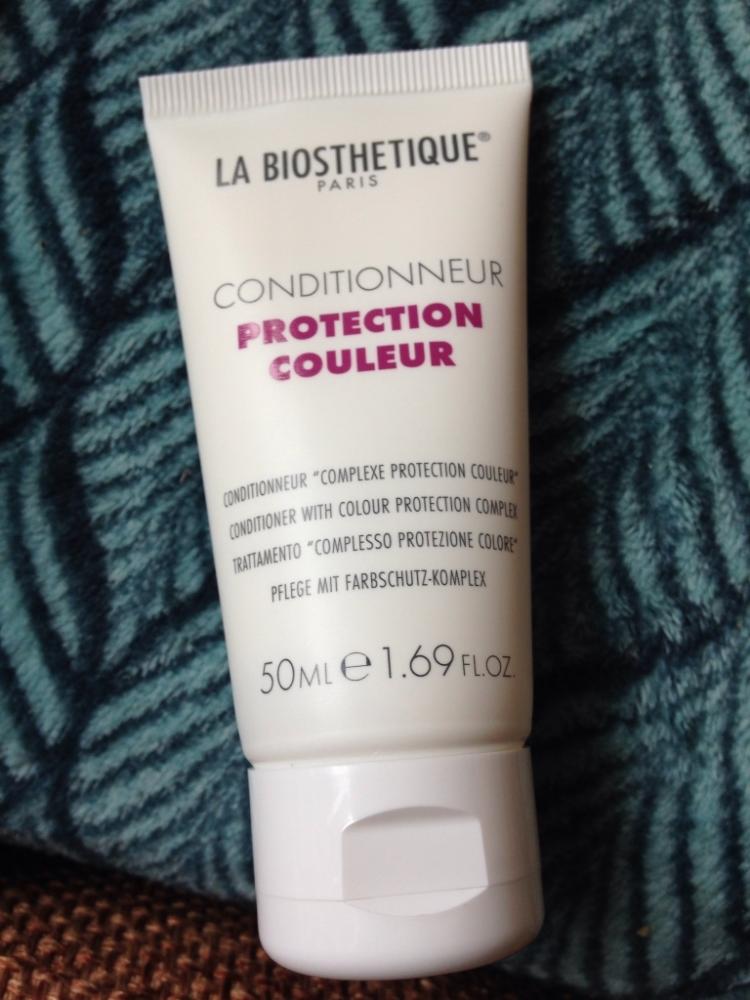 LA BIOSTHETIQUE®
PARIS
CONDITIONNEUR
PROTECTION
COULEUR
CONDITIONNEUR "COMPLEXE PROTECTION COULEUR"
CONDITIONER WITH COLOUR PROTECTION COMPLEX
TRATTAMENTO "COMPLESSO PROTEZIONE COLORE"
PFLEGE MIT FARBSCHUTZ-KOMPLEX
50ML ℮ 1.69 FL.OZ.